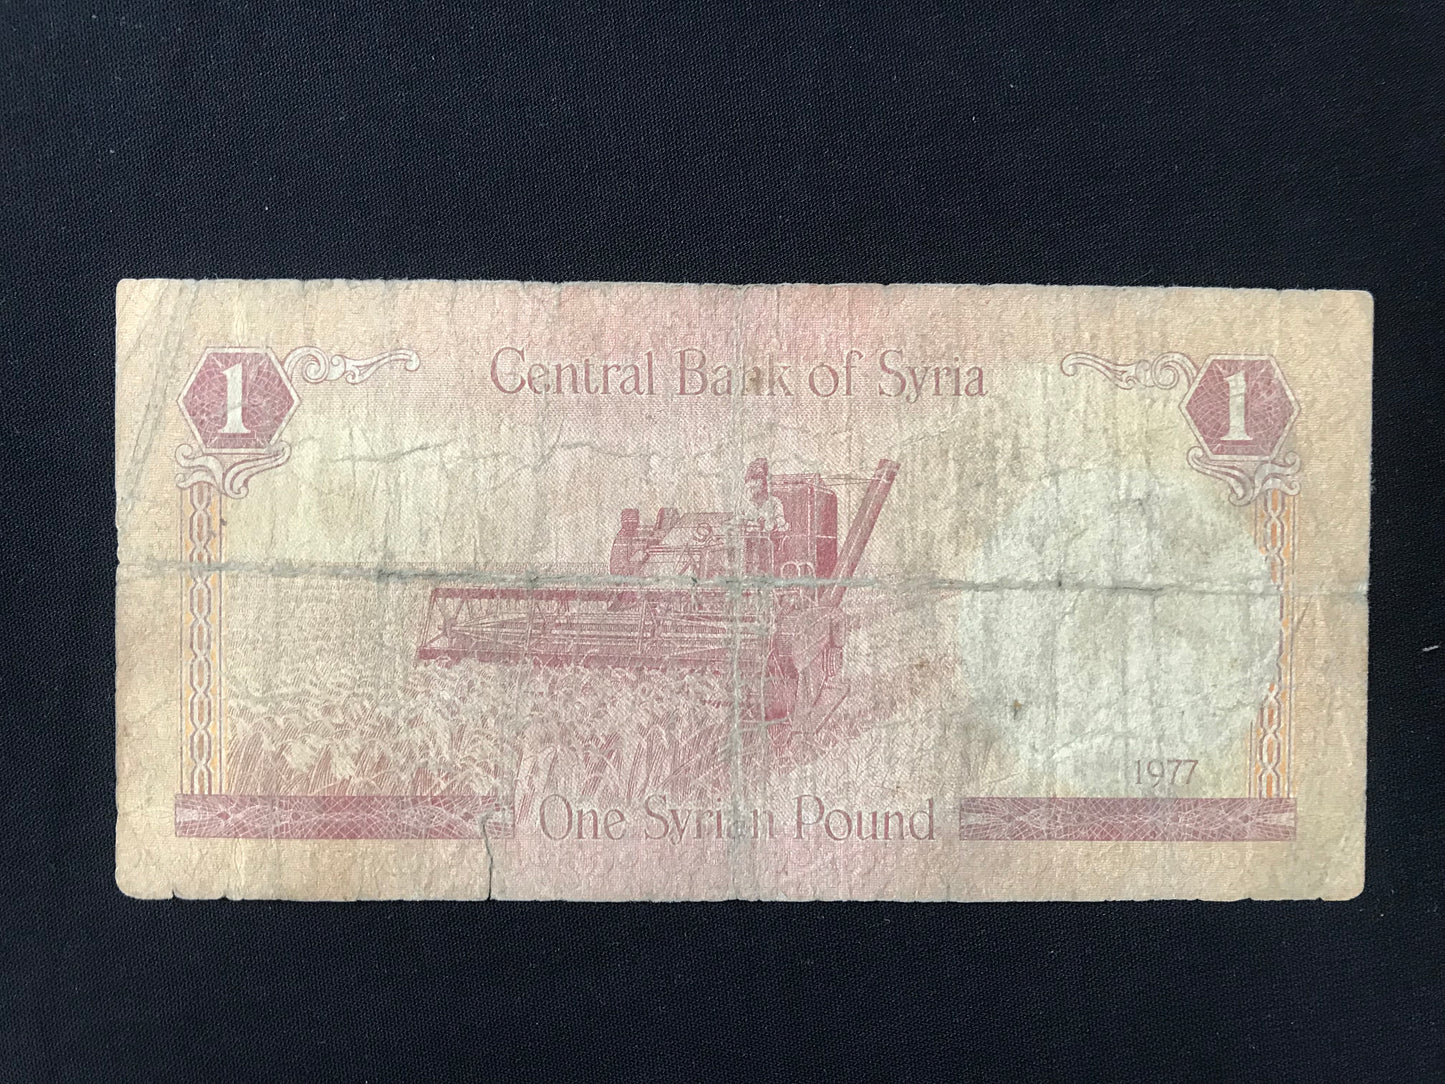 1 Central Bank of Syria 1
1977
One Syrian Pound